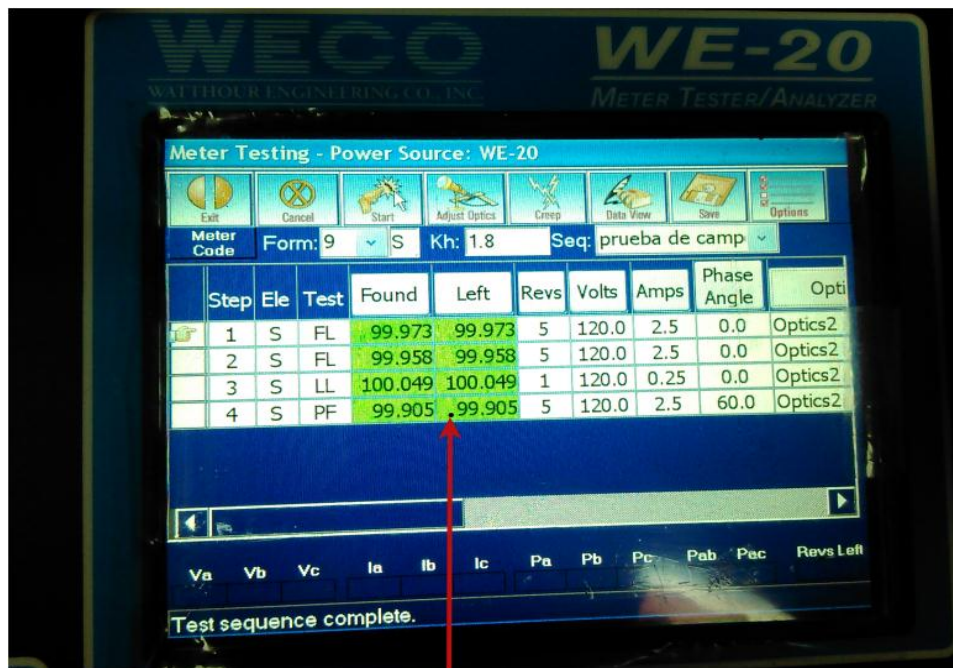 WECO WE-20
WATTHOUR ENGINEERING CO., INC. METER TESTER/ANALYZER
Meter Testing - Power Source: WE-20
Exit Cancel Start Adjust Optics Creep Data View Save Options
Meter Code Form: 9 S Kh: 1.8 Seq: prueba de camp
Step Ele Test Found Left Revs Volts Amps Phase Angle Opti
1 S FL 99.973 99.973 5 120.0 2.5 0.0 Optics2
2 S FL 99.958 99.958 5 120.0 2.5 0.0 Optics2
3 S LL 100.049 100.049 1 120.0 0.25 0.0 Optics2
4 S PF 99.905 99.905 5 120.0 2.5 60.0 Optics2
Va Vb Vc Ia Ib Ic Pa Pb Pc Pab Pac Revs Left
Test sequence complete.